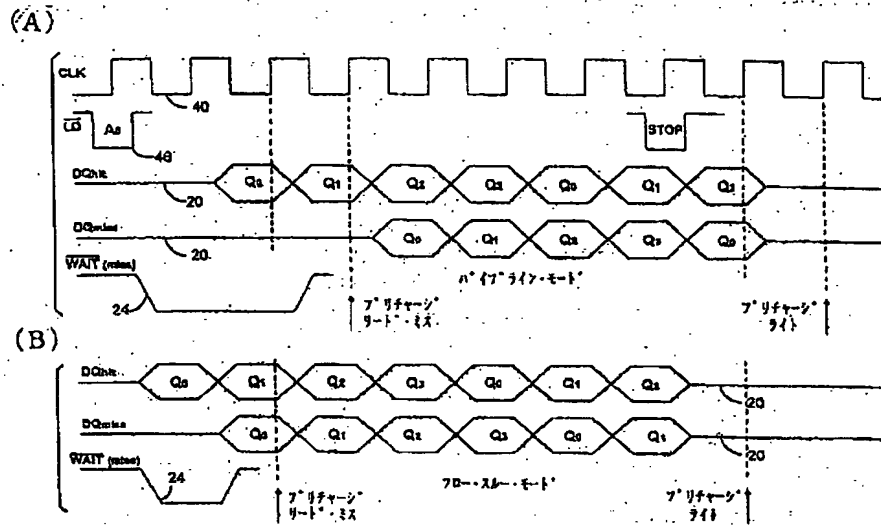 (A)
CLK
40
LD
A0
48
STOP
DQhit
20
Q0 Q1 Q2 Q3 Q0 Q1 Q2
DQmiss
20
Q0 Q1 Q2 Q3 Q0
WAIT (miss)
24
パイプライン・モード
プリチャージ
リード・ミス
プリチャージ
ライト
(B)
DQhit
Q0 Q1 Q2 Q3 Q0 Q1 Q2
20
DQmiss
Q0 Q1 Q2 Q3 Q0 Q1
20
WAIT (miss)
24
プリチャージ
リード・ミス
フロー・スルー・モード
プリチャージ
ライト